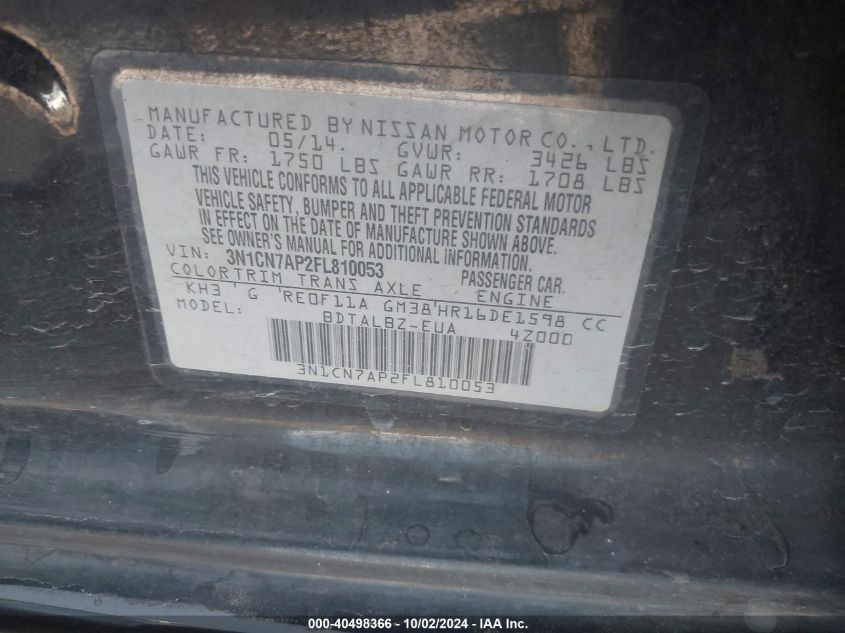 MANUFACTURED BY NISSAN MOTOR CO., LTD.
DATE: 05/14. GVWR: 3426 LBS
GAWR FR: 1750 LBS GAWR RR: 1708 LBS
THIS VEHICLE CONFORMS TO ALL APPLICABLE FEDERAL MOTOR
VEHICLE SAFETY, BUMPER AND THEFT PREVENTION STANDARDS
IN EFFECT ON THE DATE OF MANUFACTURE SHOWN ABOVE.
SEE OWNER'S MANUAL FOR ADDITIONAL INFORMATION.
VIN: 3N1CN7AP2FL810053 PASSENGER CAR.
COLORTRIM TRANS AXLE ENGINE
KH3 ' G 'RE0F11A GM38'HR16DE1598 CC
MODEL: BDTALBZ-EUA 4Z000
3N1CN7AP2FL810053
000-40498366 - 10/02/2024 - IAA Inc.